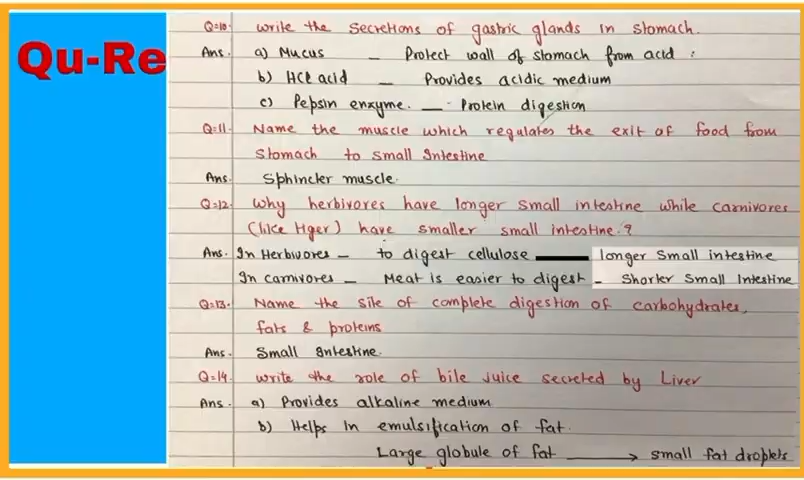 Qu-Re
Q=10. Write the secretions of gastric glands in stomach.
Ans. a) Mucus _ Protect wall of stomach from acid :
b) HCl acid _ Provides acidic medium
c) Pepsin enzyme. — Protein digestion
Q=11. Name the muscle which regulates the exit of food from
stomach to small Intestine
Ans. Sphincter muscle.
Q=12. Why herbivores have longer small intestine while carnivores
(like Tiger) have smaller small intestine.?
Ans. In Herbivores – to digest cellulose — longer small intestine
In carnivores – Meat is easier to digest – Shorter Small Intestine
Q=13. Name the site of complete digestion of carbohydrates,
fats & proteins
Ans. Small Intestine.
Q=14. Write the role of bile juice secreted by Liver
Ans. a) Provides alkaline medium
b) Helps in emulsification of fat.
Large globule of fat ⟶ small fat droplets